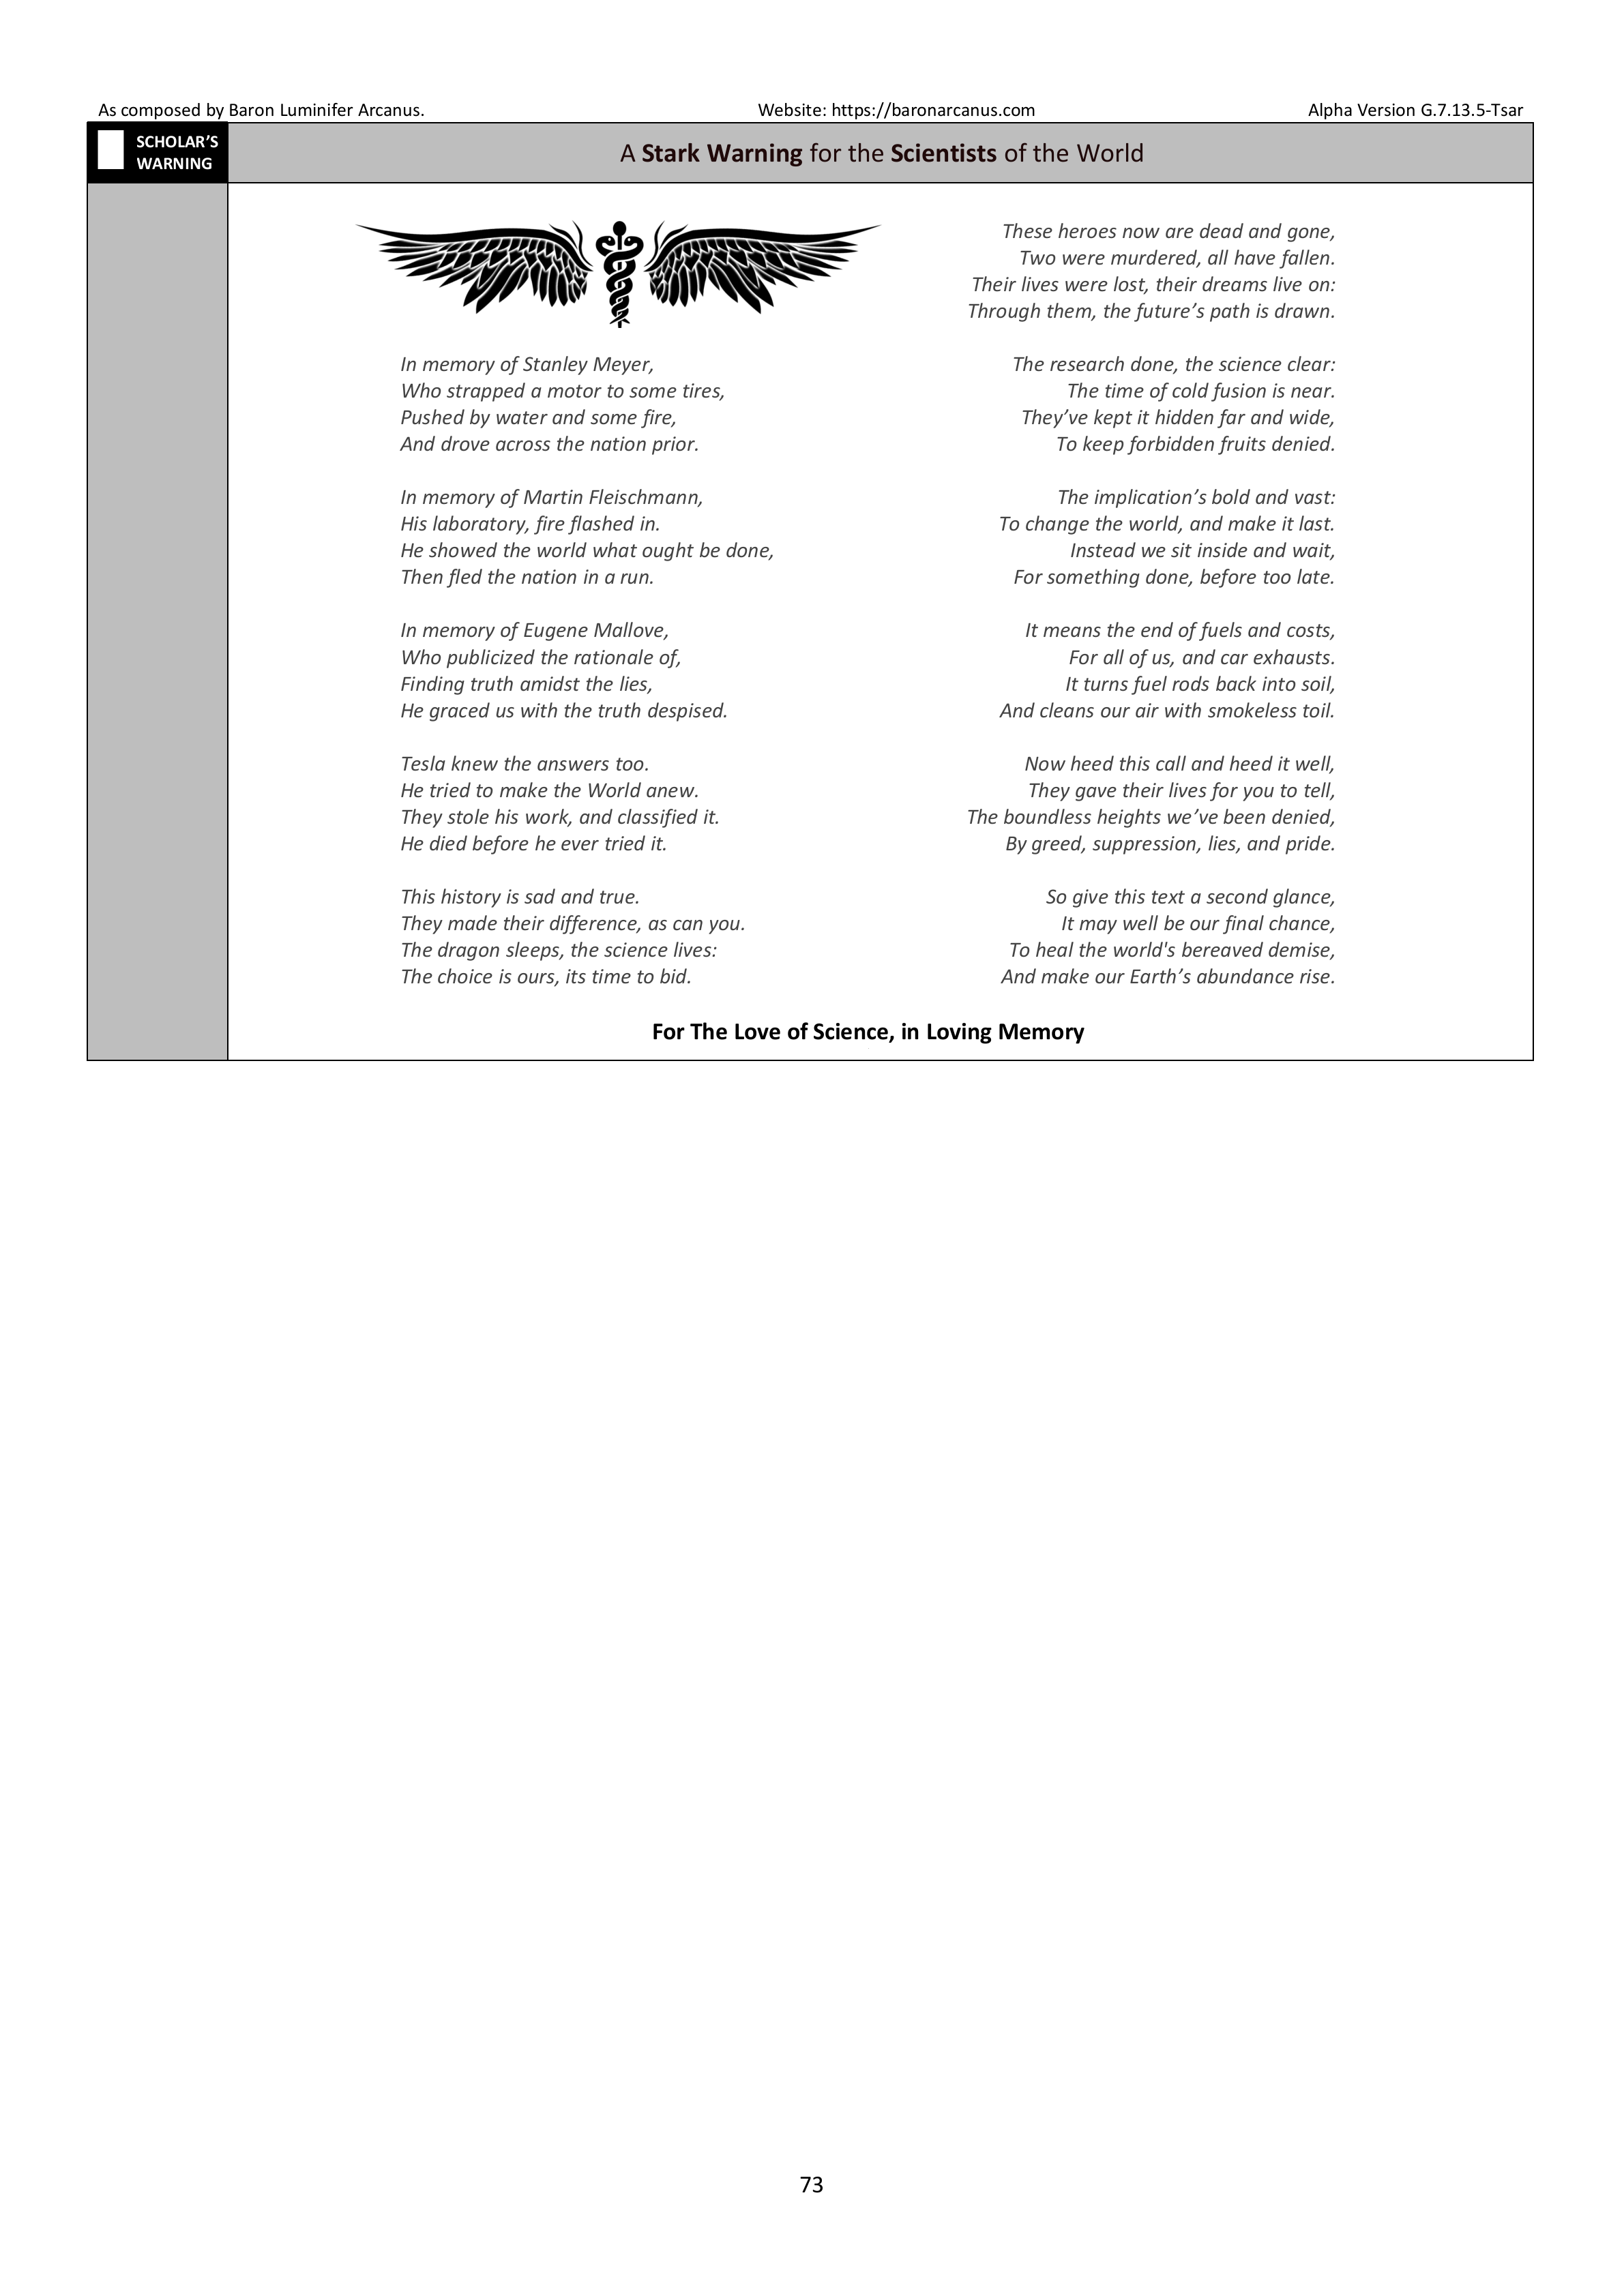 As composed by Baron Luminifer Arcanus. Website: https://baronarcanus.com Alpha Version G.7.13.5-Tsar
SCHOLAR’S
WARNING
A Stark Warning for the Scientists of the World
In memory of Stanley Meyer,
Who strapped a motor to some tires,
Pushed by water and some fire,
And drove across the nation prior.
In memory of Martin Fleischmann,
His laboratory, fire flashed in.
He showed the world what ought be done,
Then fled the nation in a run.
In memory of Eugene Mallove,
Who publicized the rationale of,
Finding truth amidst the lies,
He graced us with the truth despised.
Tesla knew the answers too.
He tried to make the World anew.
They stole his work, and classified it.
He died before he ever tried it.
This history is sad and true.
They made their difference, as can you.
The dragon sleeps, the science lives:
The choice is ours, its time to bid.
These heroes now are dead and gone,
Two were murdered, all have fallen.
Their lives were lost, their dreams live on:
Through them, the future’s path is drawn.
The research done, the science clear:
The time of cold fusion is near.
They’ve kept it hidden far and wide,
To keep forbidden fruits denied.
The implication’s bold and vast:
To change the world, and make it last.
Instead we sit inside and wait,
For something done, before too late.
It means the end of fuels and costs,
For all of us, and car exhausts.
It turns fuel rods back into soil,
And cleans our air with smokeless toil.
Now heed this call and heed it well,
They gave their lives for you to tell,
The boundless heights we’ve been denied,
By greed, suppression, lies, and pride.
So give this text a second glance,
It may well be our final chance,
To heal the world's bereaved demise,
And make our Earth’s abundance rise.
For The Love of Science, in Loving Memory
73